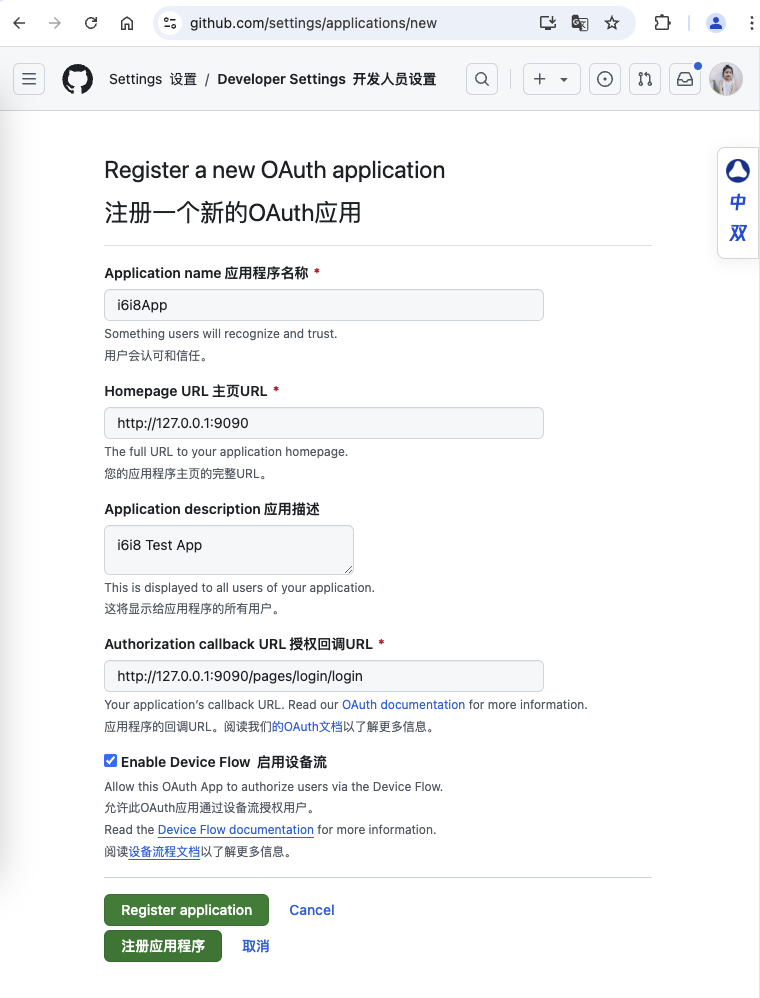 github.com/settings/applications/new
Settings 设置 / Developer Settings 开发人员设置
Register a new OAuth application
注册一个新的OAuth应用
中
双
Application name 应用程序名称 *
i6i8App
Something users will recognize and trust.
用户会认可和信任。
Homepage URL 主页URL *
http://127.0.0.1:9090
The full URL to your application homepage.
您的应用程序主页的完整URL。
Application description 应用描述
i6i8 Test App
This is displayed to all users of your application.
这将显示给应用程序的所有用户。
Authorization callback URL 授权回调URL *
http://127.0.0.1:9090/pages/login/login
Your application’s callback URL. Read our OAuth documentation for more information.
应用程序的回调URL。阅读我们的OAuth文档以了解更多信息。
Enable Device Flow 启用设备流
Allow this OAuth App to authorize users via the Device Flow.
允许此OAuth应用通过设备流授权用户。
Read the Device Flow documentation for more information.
阅读设备流程文档以了解更多信息。
Register application Cancel
注册应用程序 取消